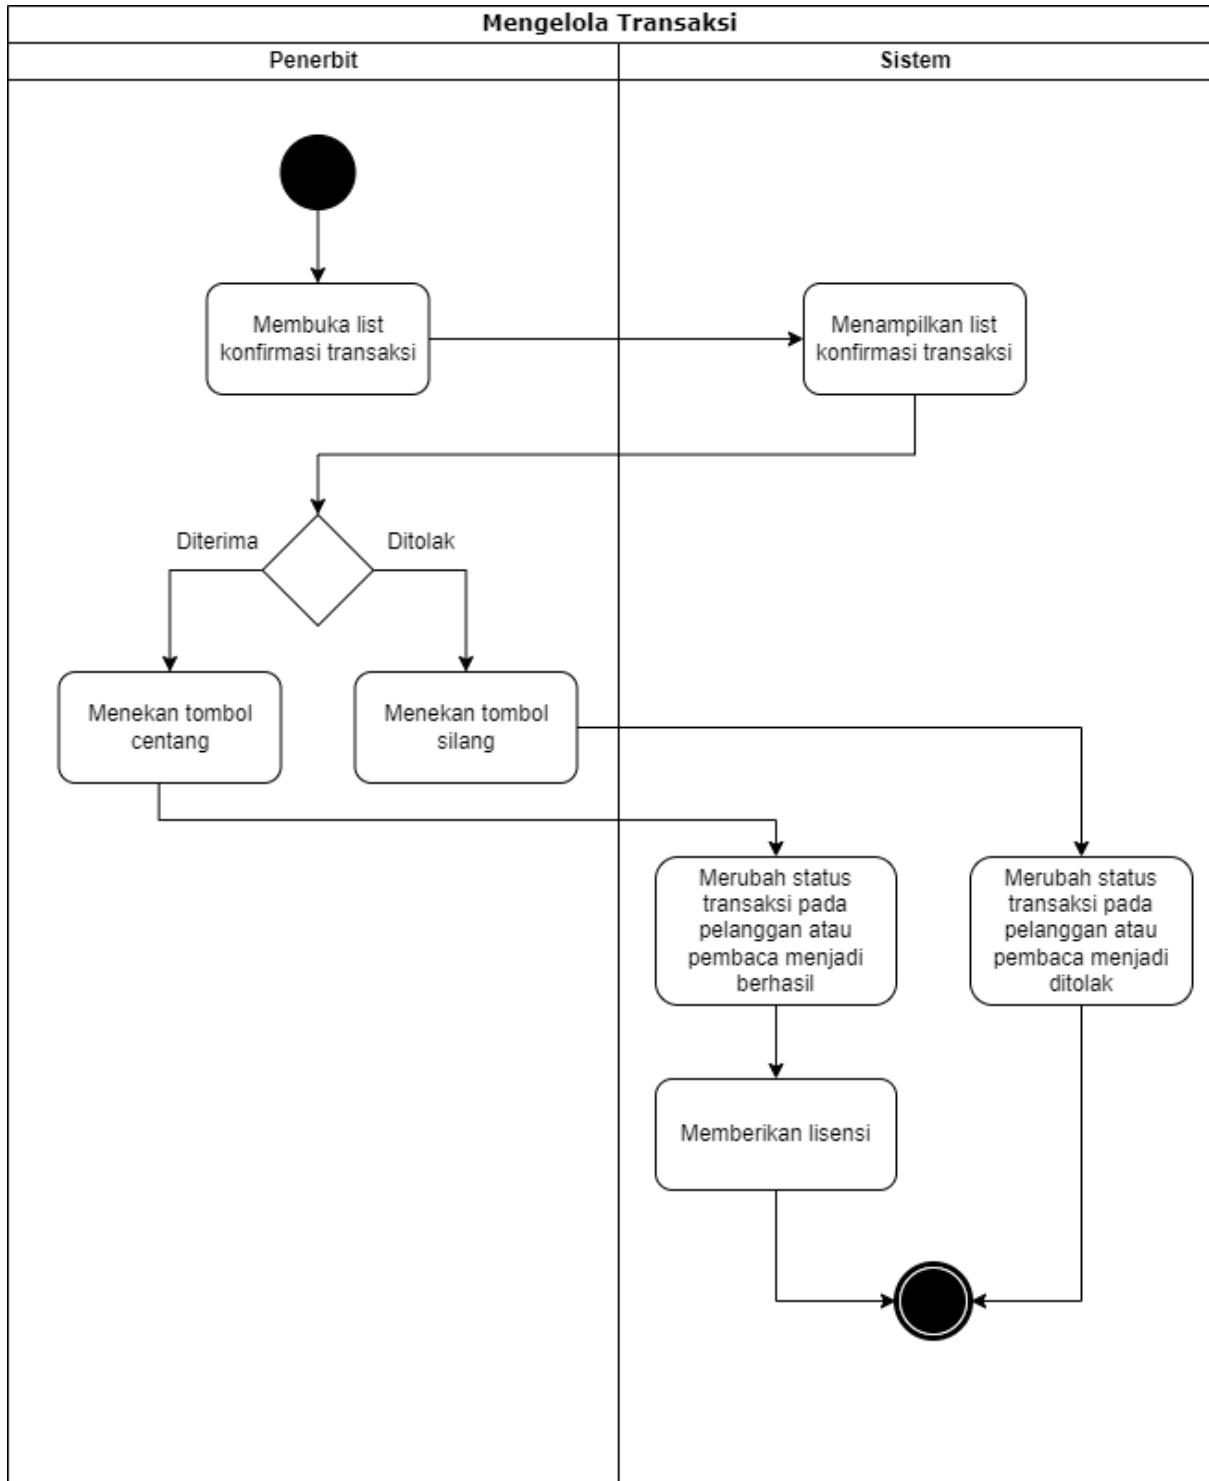 Mengelola Transaksi
Penerbit
Sistem
Membuka list
konfirmasi transaksi
Menampilkan list
konfirmasi transaksi
Diterima
Ditolak
Menekan tombol
centang
Menekan tombol
silang
Merubah status
transaksi pada
pelanggan atau
pembaca menjadi
berhasil
Merubah status
transaksi pada
pelanggan atau
pembaca menjadi
ditolak
Memberikan lisensi